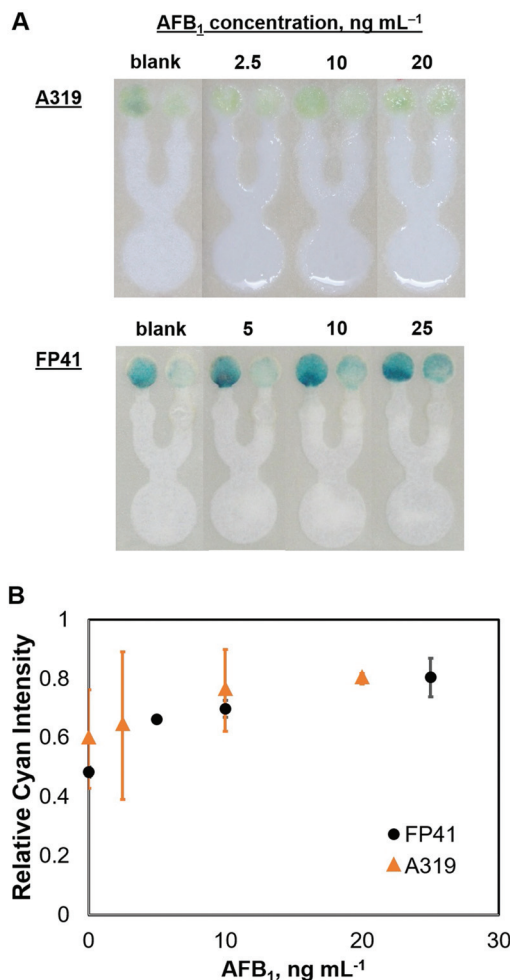 A
AFB₁ concentration, ng mL⁻¹
blank 2.5 10 20
A319
blank 5 10 25
FP41
B
Relative Cyan Intensity
1
0.8
0.6
0.4
0.2
0
0 10 20 30
FP41
A319
AFB₁, ng mL⁻¹